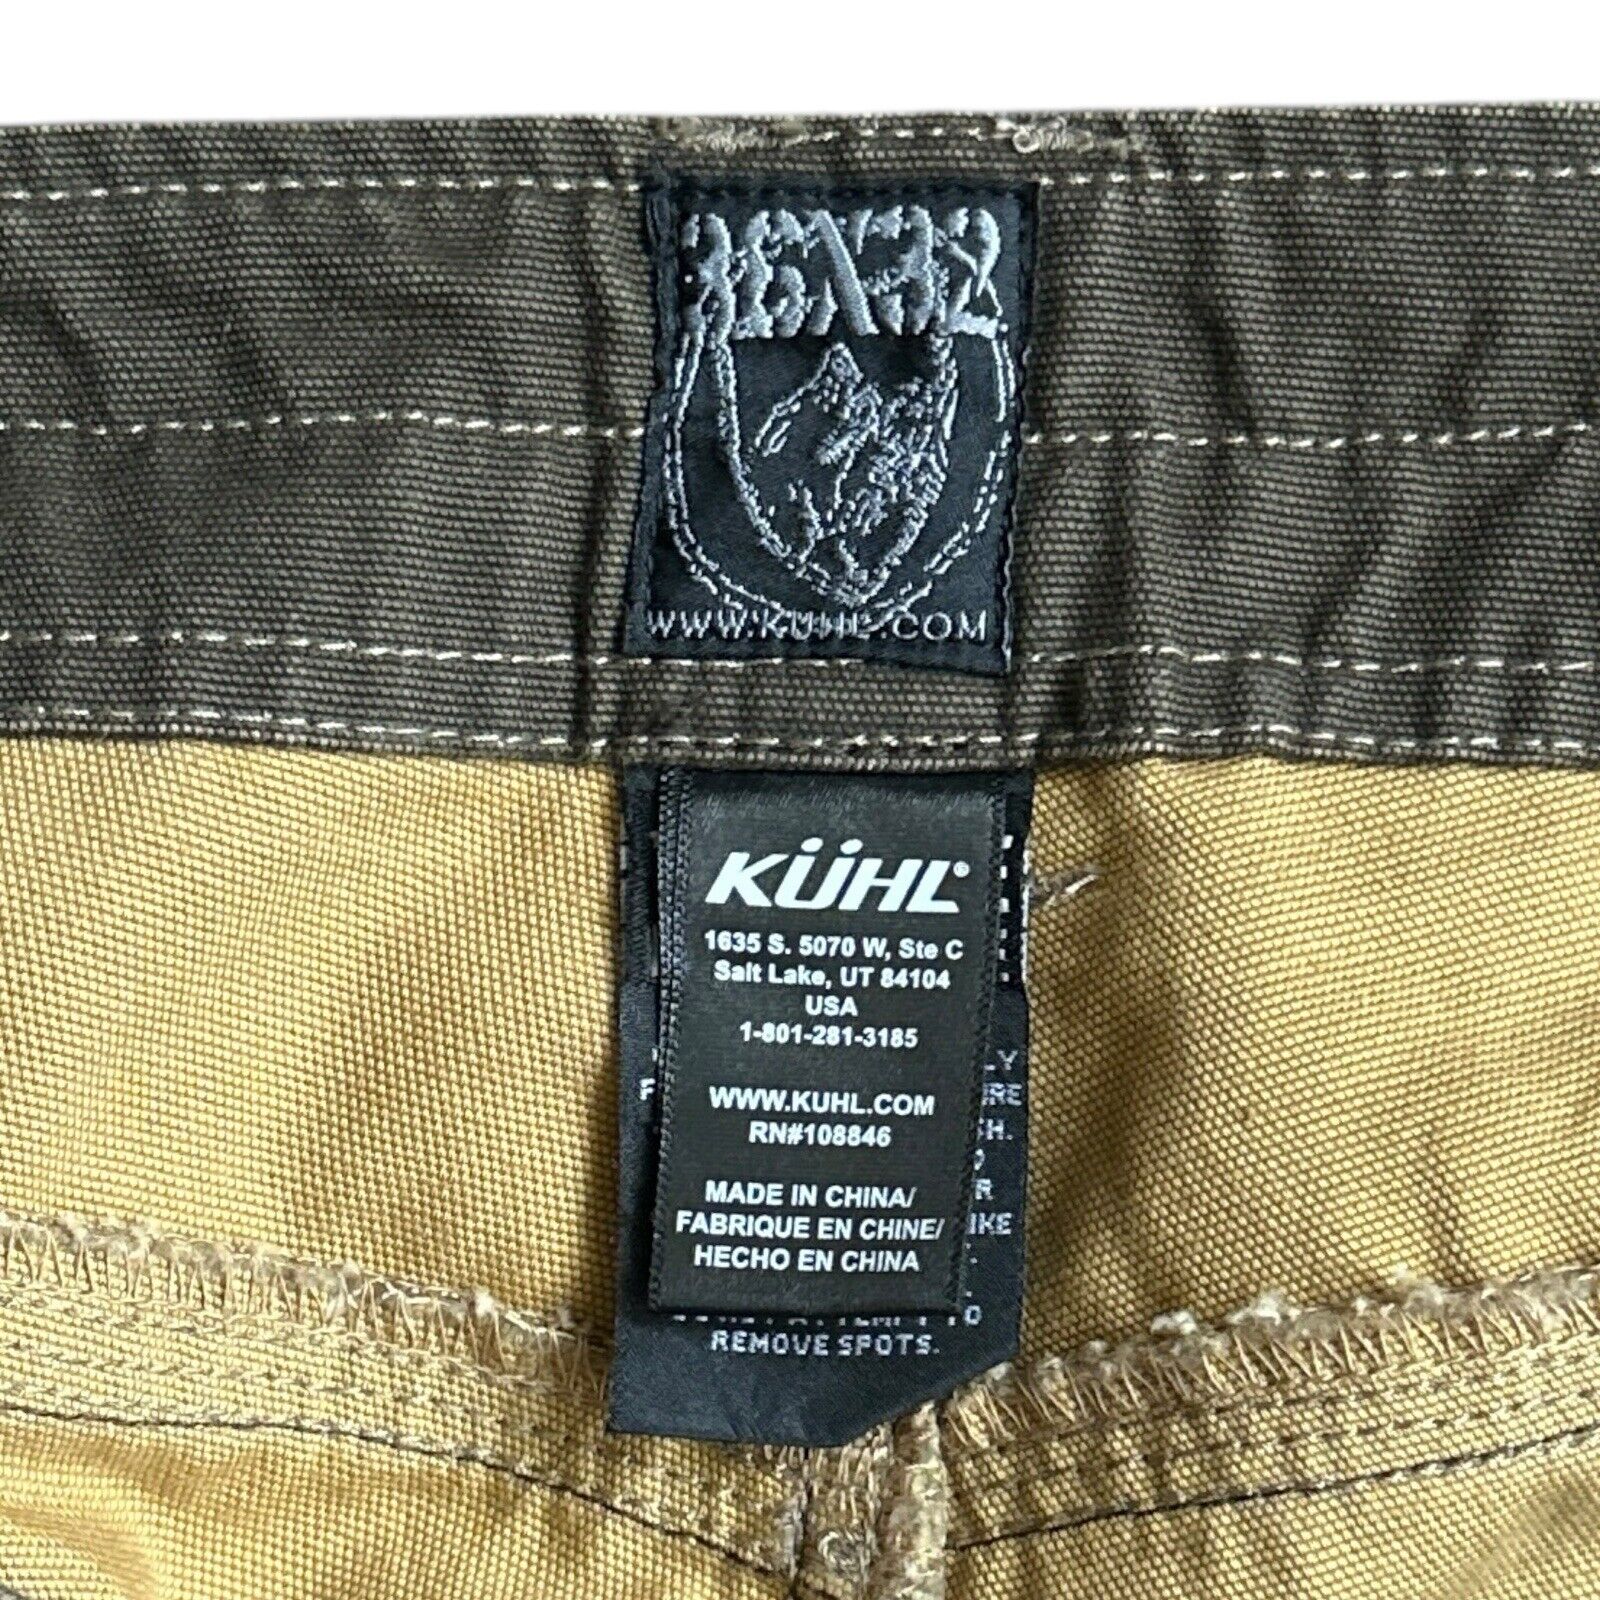 36X32
WWW.KUHL.COM
KÜHL®
1635 S. 5070 W, Ste C
Salt Lake, UT 84104
USA
1-801-281-3185
WWW.KUHL.COM
RN#108846
MADE IN CHINA/
FABRIQUE EN CHINE/
HECHO EN CHINA
REMOVE SPOTS.